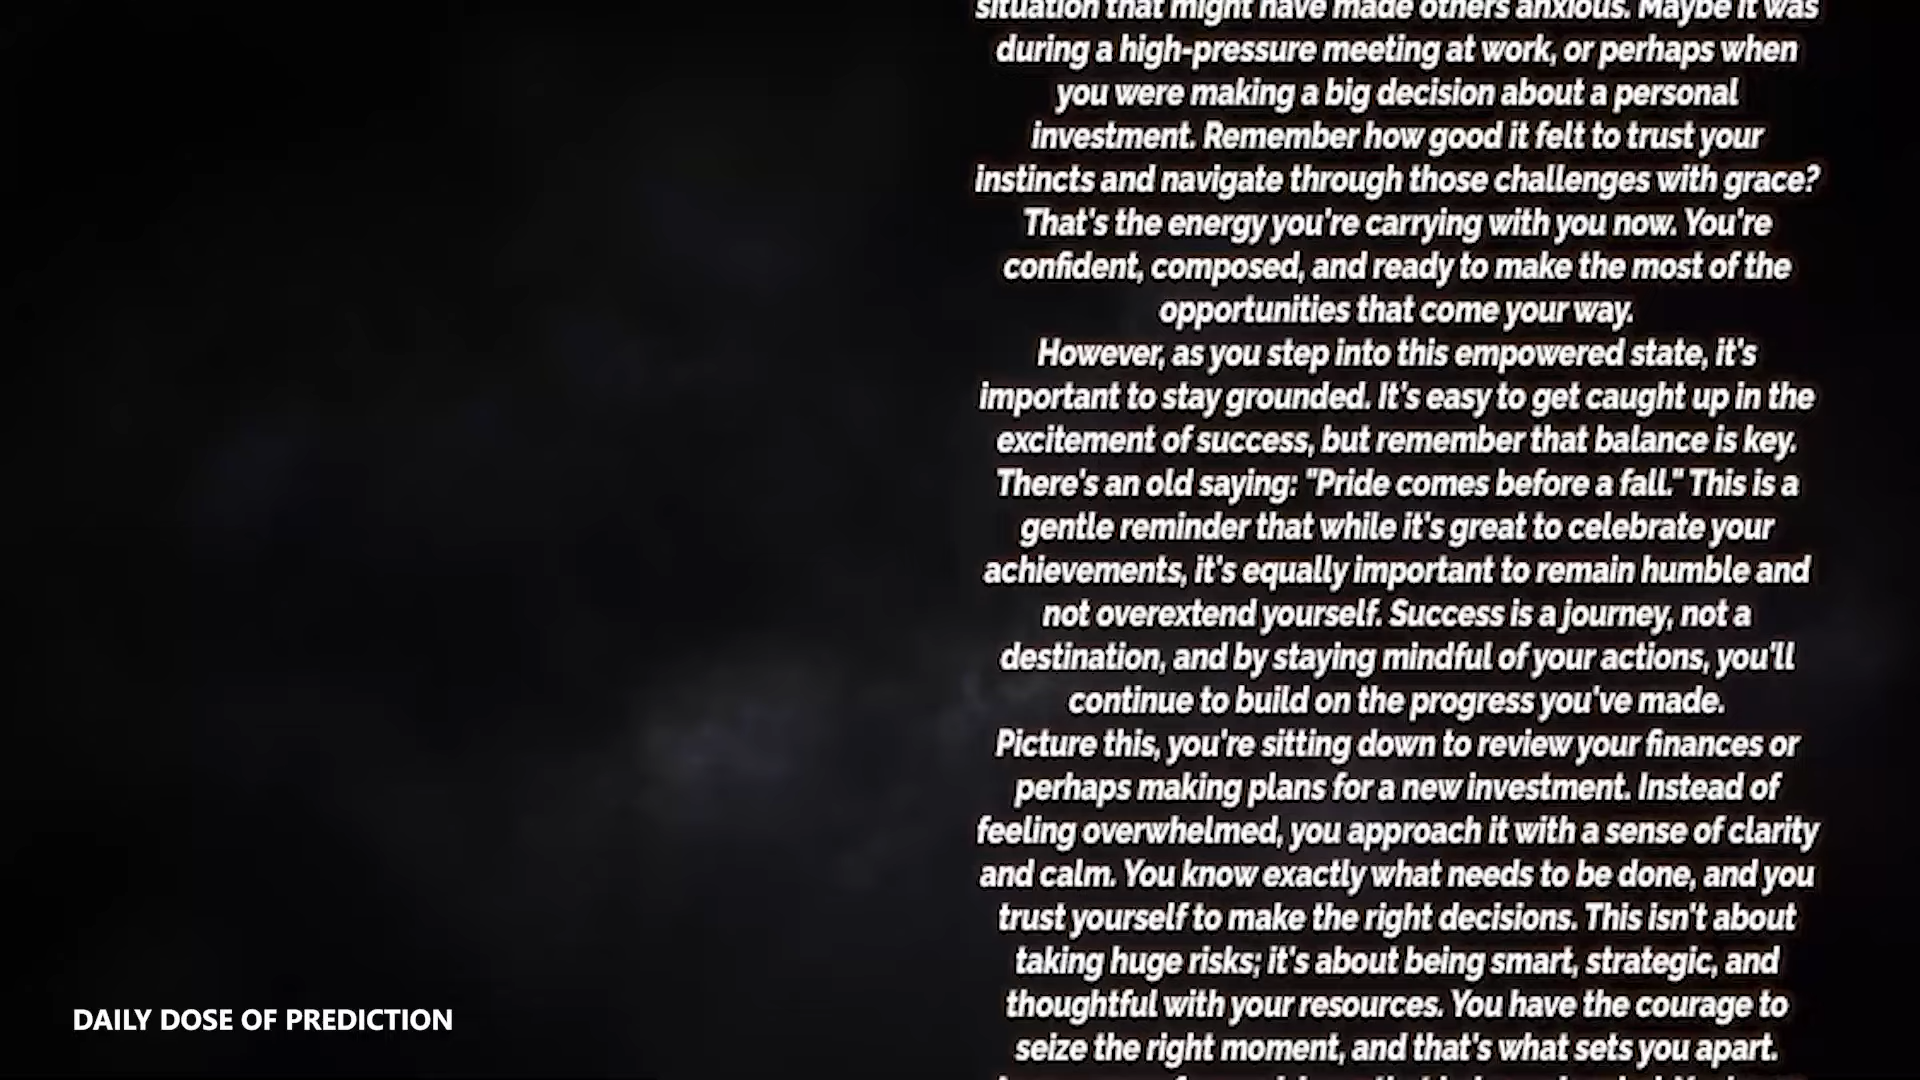 situation that might have made others anxious. Maybe it was
during a high-pressure meeting at work, or perhaps when
you were making a big decision about a personal
investment. Remember how good it felt to trust your
instincts and navigate through those challenges with grace?
That's the energy you're carrying with you now. You're
confident, composed, and ready to make the most of the
opportunities that come your way.
However, as you step into this empowered state, it's
important to stay grounded. It's easy to get caught up in the
excitement of success, but remember that balance is key.
There's an old saying: "Pride comes before a fall." This is a
gentle reminder that while it's great to celebrate your
achievements, it's equally important to remain humble and
not overextend yourself. Success is a journey, not a
destination, and by staying mindful of your actions, you'll
continue to build on the progress you've made.
Picture this, you're sitting down to review your finances or
perhaps making plans for a new investment. Instead of
feeling overwhelmed, you approach it with a sense of clarity
and calm. You know exactly what needs to be done, and you
trust yourself to make the right decisions. This isn't about
taking huge risks; it's about being smart, strategic, and
thoughtful with your resources. You have the courage to
seize the right moment, and that's what sets you apart.
DAILY DOSE OF PREDICTION